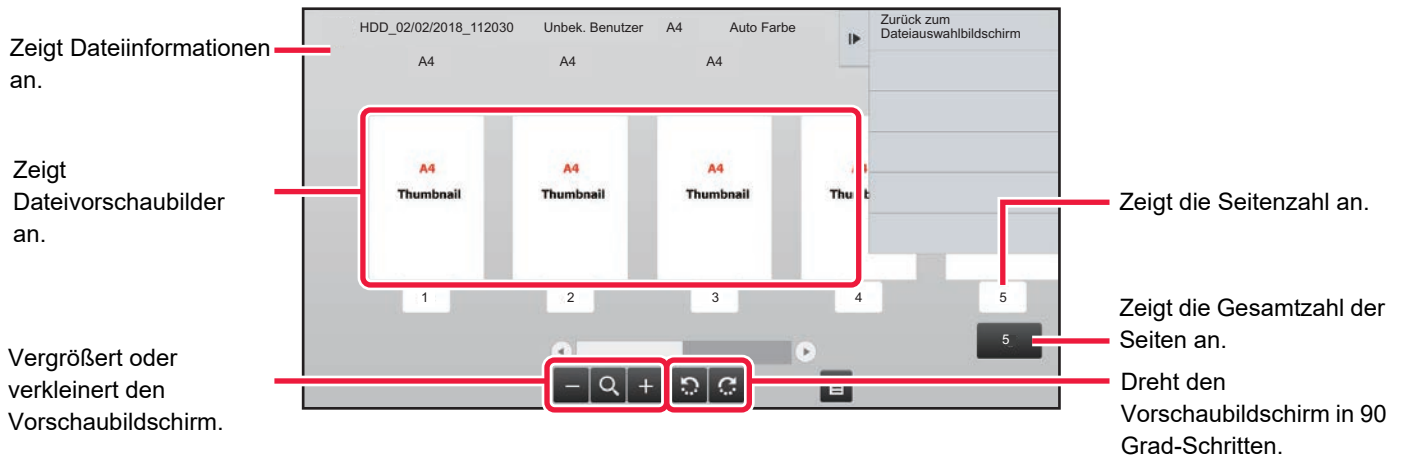 Zeigt Dateiinformationen
an.
HDD_02/02/2018_112030 Unbek. Benutzer A4 Auto Farbe
A4 A4 A4
Zurück zum
Dateiauswahlbildschirm
Zeigt
Dateivorschaubilder
an.
A4
Thumbnail
A4
Thumbnail
A4
Thumbnail
1 2 3 4 5
5
Zeigt die Seitenzahl an.
Zeigt die Gesamtzahl der
Seiten an.
Vergrößert oder
verkleinert den
Vorschaubildschirm.
Dreht den
Vorschaubildschirm in 90
Grad-Schritten.